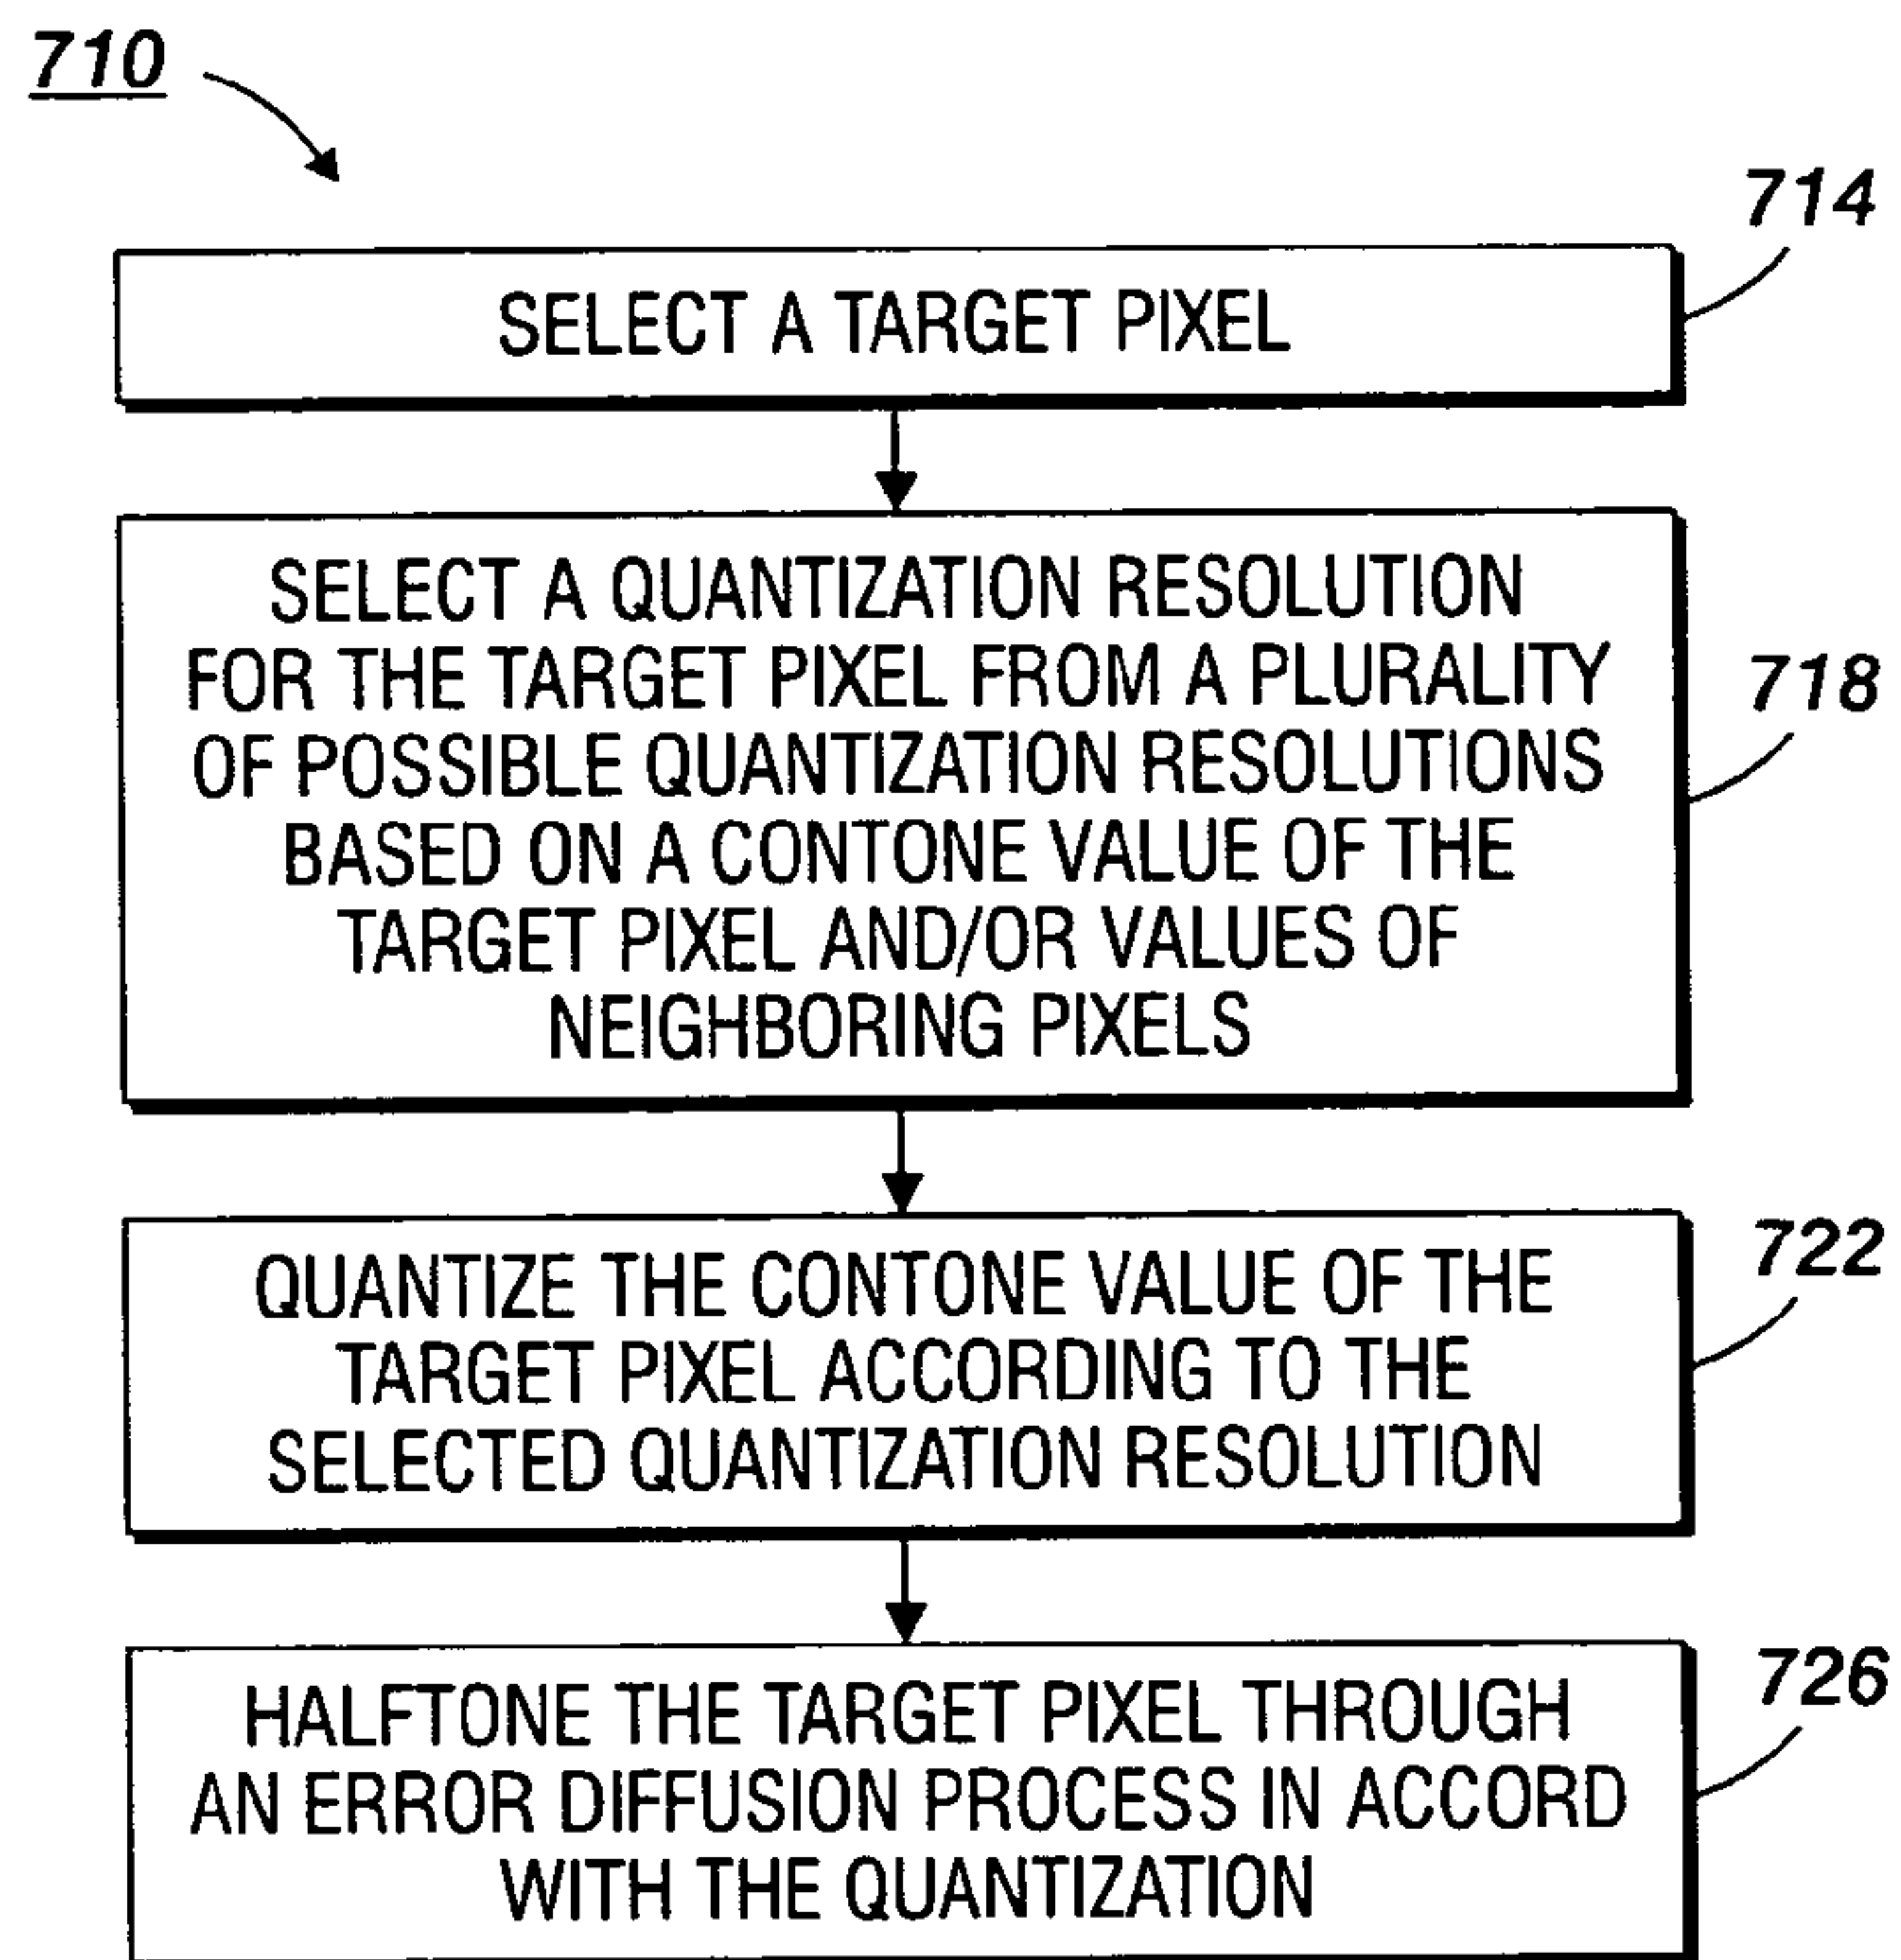 710
714
SELECT A TARGET PIXEL
SELECT A QUANTIZATION RESOLUTION
FOR THE TARGET PIXEL FROM A PLURALITY
OF POSSIBLE QUANTIZATION RESOLUTIONS
BASED ON A CONTONE VALUE OF THE
TARGET PIXEL AND/OR VALUES OF
NEIGHBORING PIXELS
718
QUANTIZE THE CONTONE VALUE OF THE
TARGET PIXEL ACCORDING TO THE
SELECTED QUANTIZATION RESOLUTION
722
HALFTONE THE TARGET PIXEL THROUGH
AN ERROR DIFFUSION PROCESS IN ACCORD
WITH THE QUANTIZATION
726